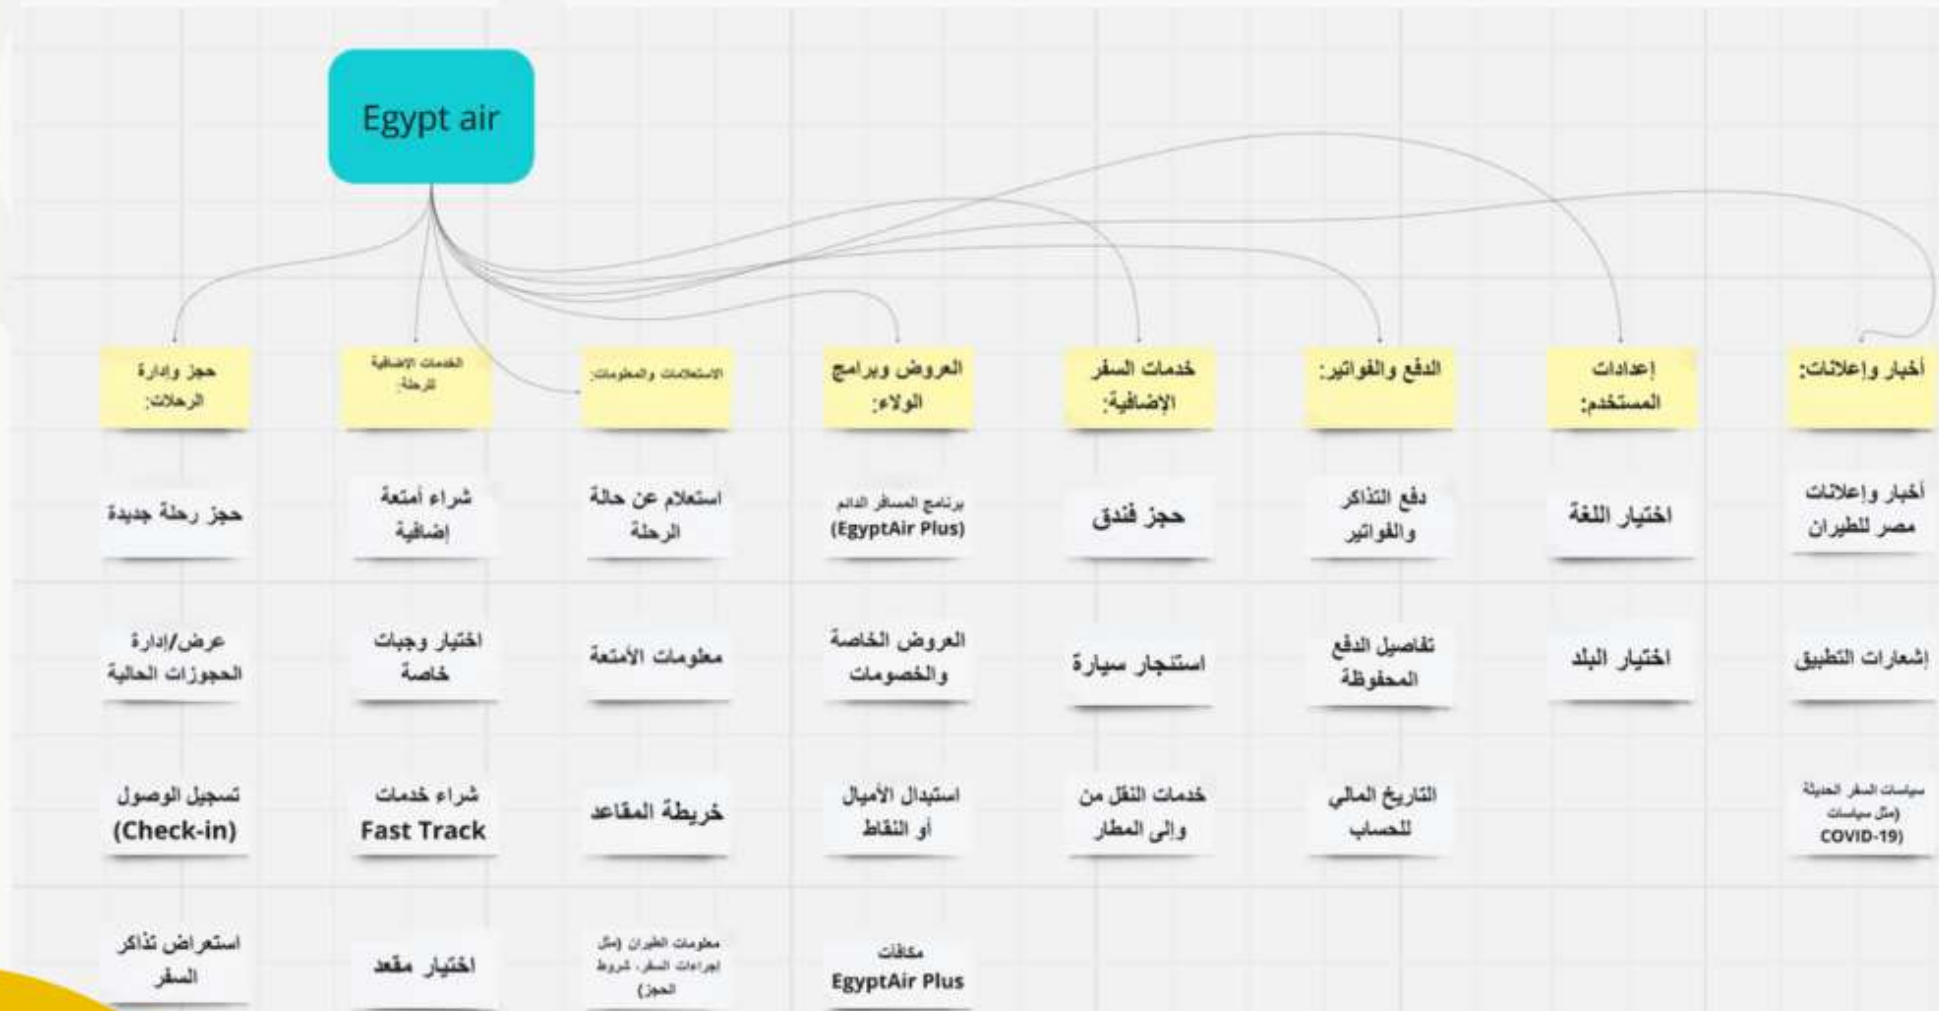 Egypt air
حجز وإدارة
الرحلات:
الخدمات الإضافية
للرحلة:
الاستعلامات والمعلومات:
العروض وبرامج
الولاء:
خدمات السفر
الإضافية:
الدفع والفواتير:
إعدادات
المستخدم:
أخبار وإعلانات:
حجز رحلة جديدة
شراء أمتعة
إضافية
استعلام عن حالة
الرحلة
برنامج المسافر الدائم
(EgyptAir Plus)
حجز فندق
دفع التذاكر
والفواتير
اختيار اللغة
أخبار وإعلانات
مصر للطيران
عرض/إدارة
الحجوزات الحالية
اختيار وجبات
خاصة
معلومات الأمتعة
العروض الخاصة
والخصومات
استئجار سيارة
تفاصيل الدفع
المحفوظة
اختيار البلد
إشعارات التطبيق
تسجيل الوصول
(Check-in)
شراء خدمات
Fast Track
خريطة المقاعد
استبدال الأميال
أو النقاط
خدمات النقل من
وإلى المطار
التاريخ المالي
للحساب
سياسات السفر الحديثة
(مثل سياسات
COVID-19)
استعراض تذاكر
السفر
اختيار مقعد
معلومات الطيران (مثل
إجراءات السفر، شروط
الحجز)
مكافآت
EgyptAir Plus